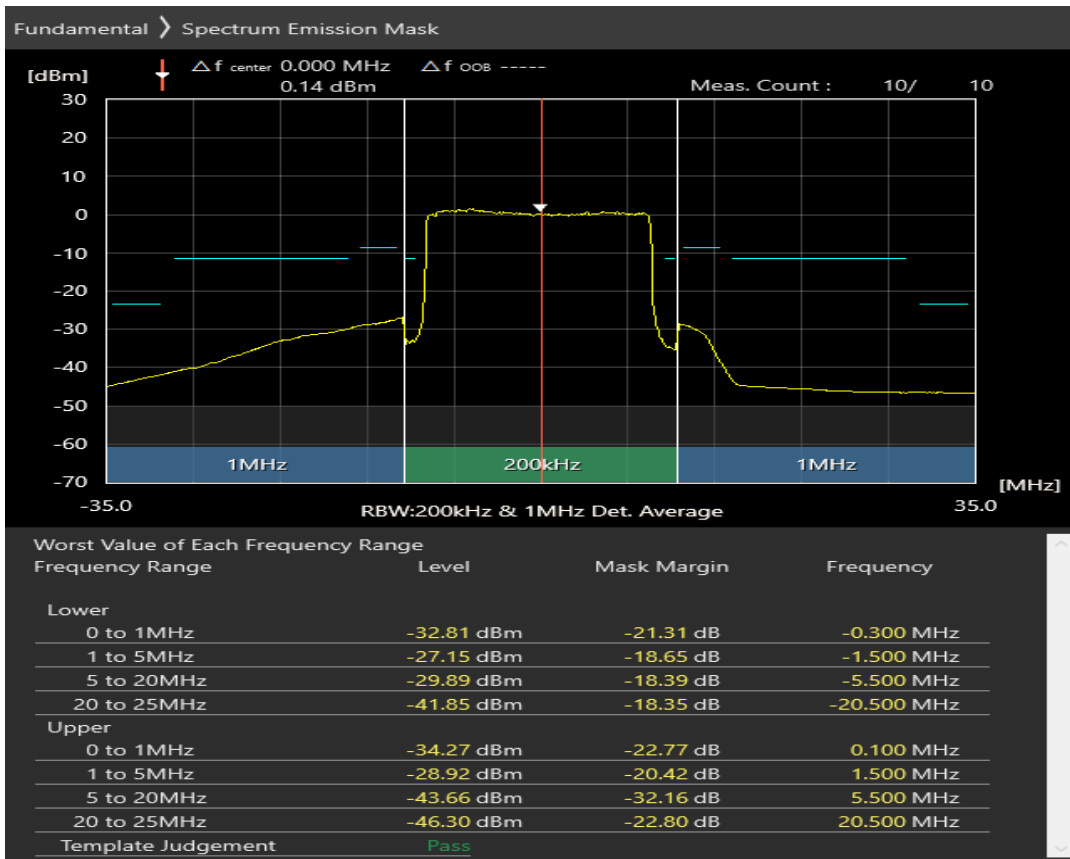 Fundamental ❯ Spectrum Emission Mask
[dBm] Δf center 0.000 MHz Δf OOB -----
0.14 dBm Meas. Count : 10/ 10
30
20
10
0
-10
-20
-30
-40
-50
-60
1MHz 200kHz 1MHz
-70
[MHz]
-35.0 RBW:200kHz & 1MHz Det. Average 35.0
Worst Value of Each Frequency Range
Frequency Range Level Mask Margin Frequency
Lower
0 to 1MHz -32.81 dBm -21.31 dB -0.300 MHz
1 to 5MHz -27.15 dBm -18.65 dB -1.500 MHz
5 to 20MHz -29.89 dBm -18.39 dB -5.500 MHz
20 to 25MHz -41.85 dBm -18.35 dB -20.500 MHz
Upper
0 to 1MHz -34.27 dBm -22.77 dB 0.100 MHz
1 to 5MHz -28.92 dBm -20.42 dB 1.500 MHz
5 to 20MHz -43.66 dBm -32.16 dB 5.500 MHz
20 to 25MHz -46.30 dBm -22.80 dB 20.500 MHz
Template Judgement Pass